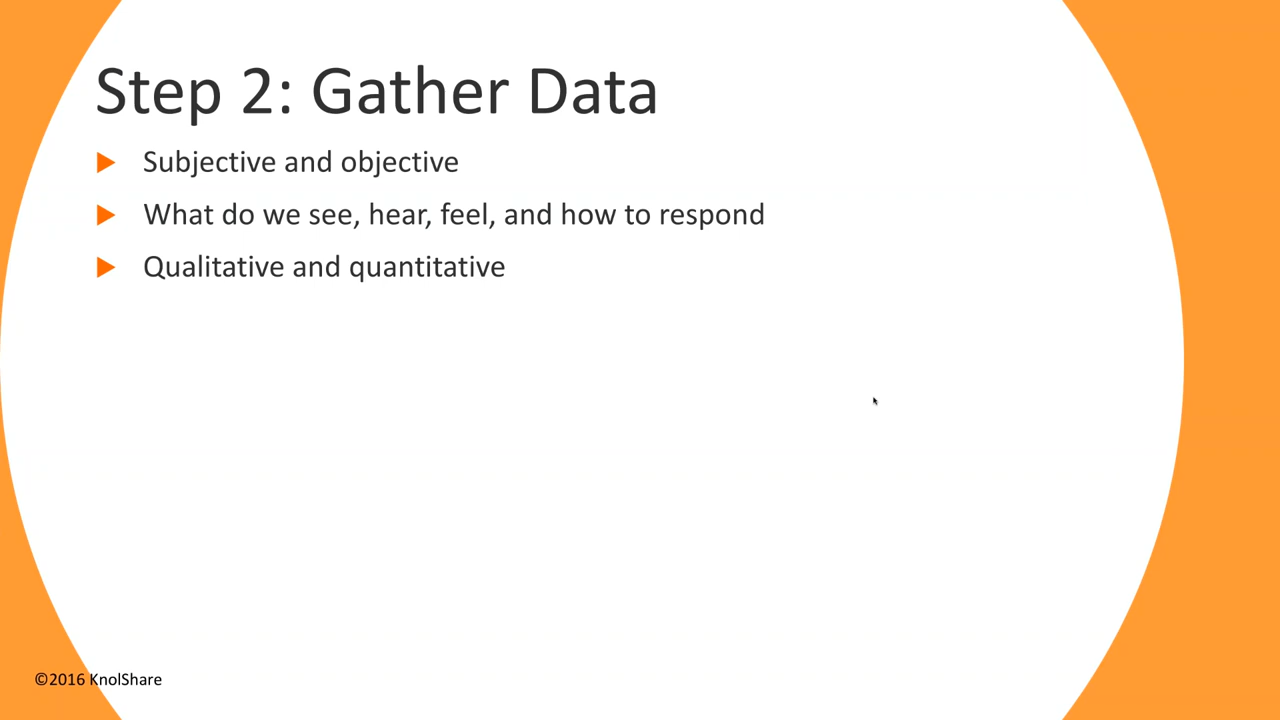 Step 2: Gather Data
Subjective and objective
What do we see, hear, feel, and how to respond
Qualitative and quantitative
©2016 KnolShare